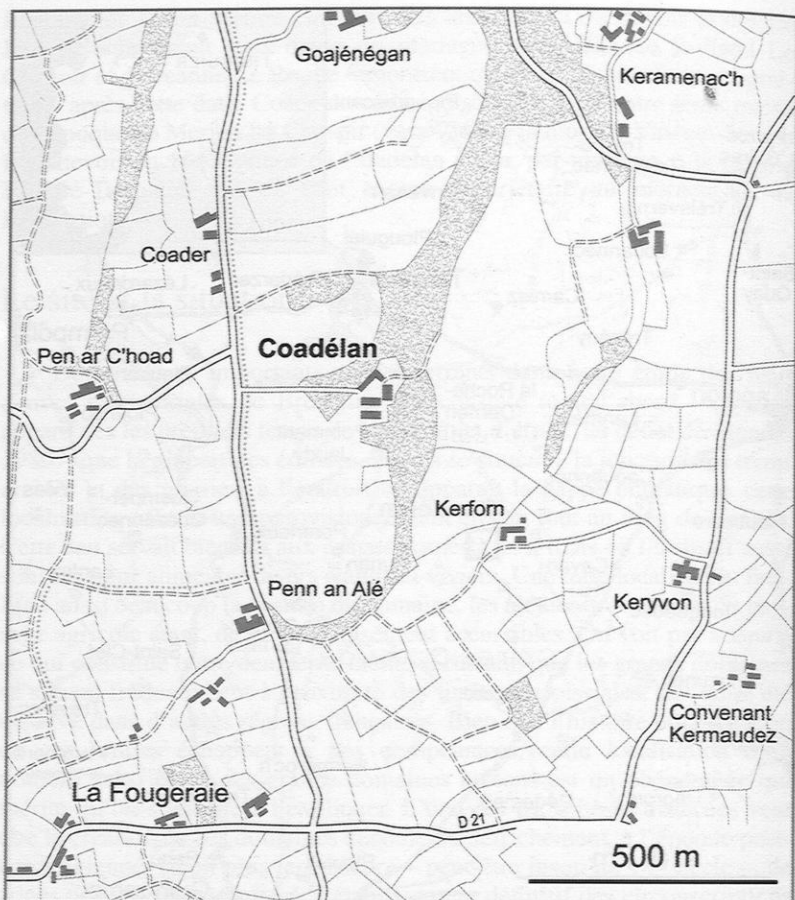 Goajénégan
Keramenac'h
Coader
Coadélan
Pen ar C'hoad
Kerforn
Penn an Alé
Keryvon
Convenant
Kermaudez
La Fougeraie
D 21
500 m